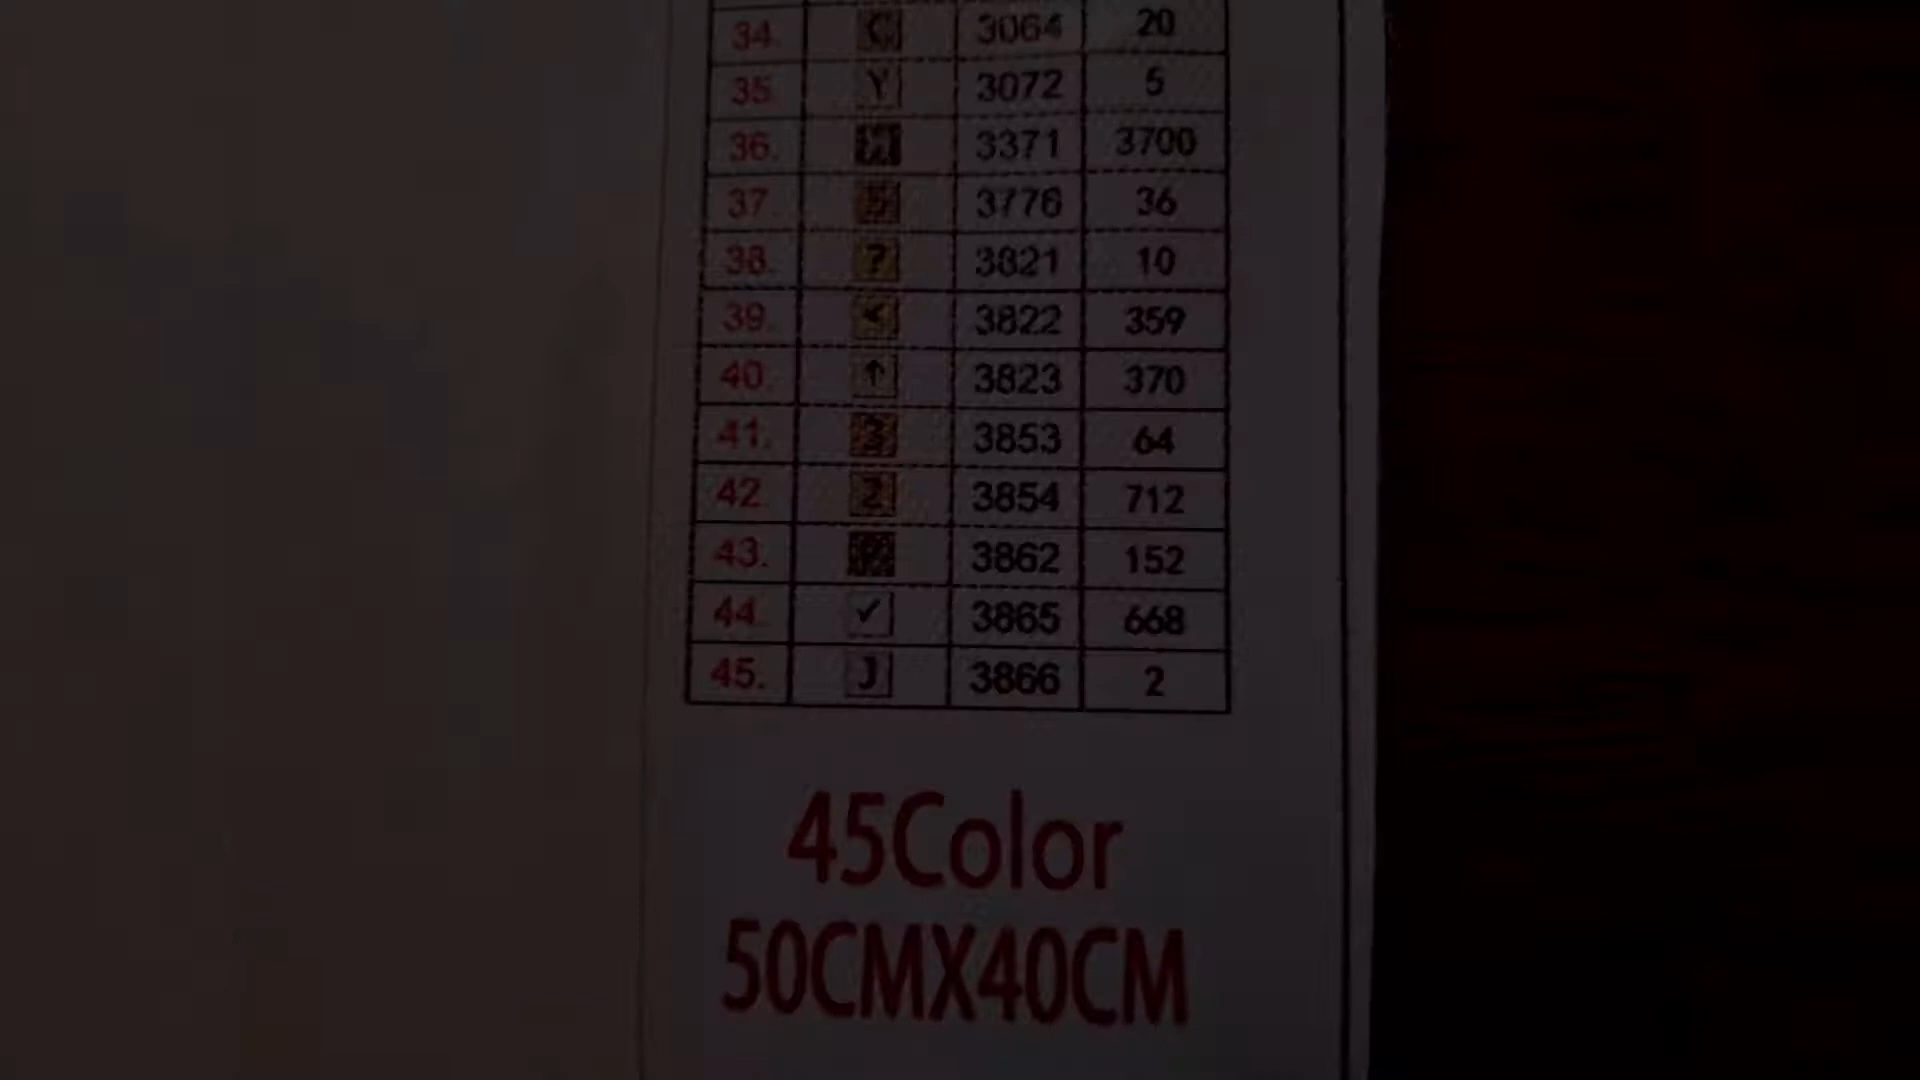 34. C 3064 20
35. Y 3072 5
36. 3371 3700
37. 5 3776 36
38. ? 3821 10
39. < 3822 359
40. ↑ 3823 370
41. 3 3853 64
42. 2 3854 712
43. 3862 152
44. ✓ 3865 668
45. J 3866 2
45Color
50CMX40CM